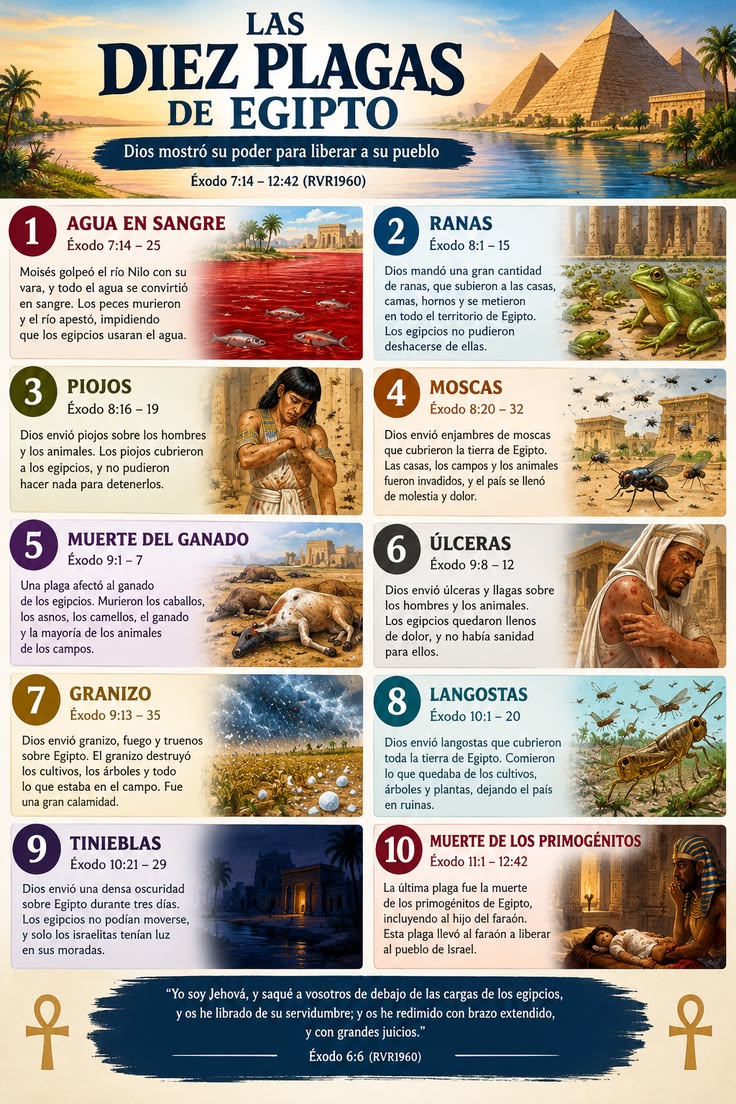 LAS
DIEZ PLAGAS
DE EGIPTO
Dios mostró su poder para liberar a su pueblo
Éxodo 7:14 – 12:42 (RVR1960)
1
AGUA EN SANGRE
Éxodo 7:14 – 25
Moisés golpeó el río Nilo con su
vara, y todo el agua se convirtió
en sangre. Los peces murieron
y el río apestó, impidiendo
que los egipcios usaran el agua.
2
RANAS
Éxodo 8:1 – 15
Dios mandó una gran cantidad
de ranas, que subieron a las casas,
camas, hornos y se metieron
en todo el territorio de Egipto.
Los egipcios no pudieron
deshacerse de ellas.
3
PIOJOS
Éxodo 8:16 – 19
Dios envió piojos sobre los hombres
y los animales. Los piojos cubrieron
a los egipcios, y no pudieron
hacer nada para detenerlos.
4
MOSCAS
Éxodo 8:20 – 32
Dios envió enjambres de moscas
que cubrieron la tierra de Egipto.
Las casas, los campos y los animales
fueron invadidos, y el país se llenó
de molestia y dolor.
5
MUERTE DEL GANADO
Éxodo 9:1 – 7
Una plaga afectó al ganado
de los egipcios. Murieron los caballos,
los asnos, los camellos, el ganado
y la mayoría de los animales
de los campos.
6
ÚLCERAS
Éxodo 9:8 – 12
Dios envió úlceras y llagas sobre
los hombres y los animales.
Los egipcios quedaron llenos
de dolor, y no había sanidad
para ellos.
7
GRANIZO
Éxodo 9:13 – 35
Dios envió granizo, fuego y truenos
sobre Egipto. El granizo destruyó
los cultivos, los árboles y todo
lo que estaba en el campo. Fue
una gran calamidad.
8
LANGOSTAS
Éxodo 10:1 – 20
Dios envió langostas que cubrieron
toda la tierra de Egipto. Comieron
lo que quedaba de los cultivos,
árboles y plantas, dejando el país
en ruinas.
9
TINIEBLAS
Éxodo 10:21 – 29
Dios envió una densa oscuridad
sobre Egipto durante tres días.
Los egipcios no podían moverse,
y solo los israelitas tenían luz
en sus moradas.
10
MUERTE DE LOS PRIMOGÉNITOS
Éxodo 11:1 – 12:42
La última plaga fue la muerte
de los primogénitos de Egipto,
incluyendo al hijo del faraón.
Esta plaga llevó al faraón a liberar
al pueblo de Israel.
“Yo soy Jehová, y saqué a vosotros de debajo de las cargas de los egipcios,
y os he librado de su servidumbre; y os he redimido con brazo extendido,
y con grandes juicios.”
Éxodo 6:6 (RVR1960)